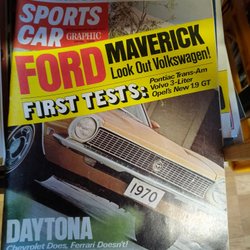 SPORTS
CAR
GRAPHIC
FORD MAVERICK
Look Out Volkswagen!
FIRST TESTS:
Pontiac Trans-Am
Volvo 3-Liter
Opel's New 1.9 GT
1970
DAYTONA
Chevrolet Does, Ferrari Doesn't!